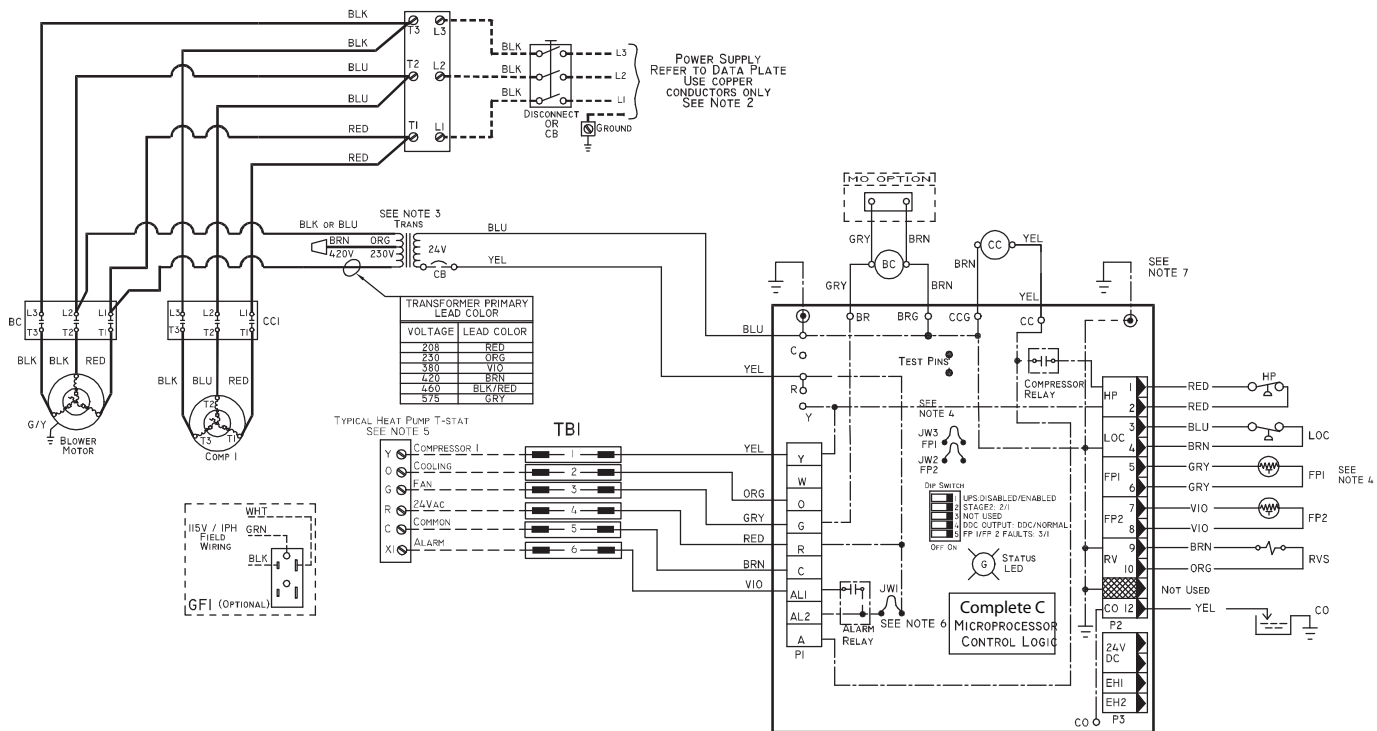 BLK
BLK
BLU
BLU
RED
RED
T3 L3
T2 L2
T1 L1
BLK
BLK
BLK
DISCONNECT
OR
CB
L3
L2
L1
GROUND
POWER SUPPLY
REFER TO DATA PLATE
USE COPPER
CONDUCTORS ONLY
SEE NOTE 2
BLK OR BLU
SEE NOTE 3
TRANS
BRN ORG
420V 230V
24V
CB
BLU
YEL
TRANSFORMER PRIMARY
LEAD COLOR
VOLTAGE LEAD COLOR
208 RED
230 ORG
380 VIO
420 BRN
460 BLK/RED
575 GRY
BC
L3 L2 L1
T3 T2 T1
BLK BLK RED
G/Y
BLOWER
MOTOR
L3 L2 L1
CC1
T3 T2 T1
BLK BLU RED
T2
T3 T1
COMP 1
TYPICAL HEAT PUMP T-STAT
SEE NOTE 5
TB1
Y COMPRESSOR 1 1 YEL
O COOLING 2 ORG
G FAN 3 GRY
R 24VAC 4 RED
C COMMON 5 BRN
X1 ALARM 6 VIO
WHT
115V / 1PH
FIELD
WIRING
GRN
BLK
GFI (OPTIONAL)
MO OPTION
GRY BRN
BC
GRY BRN
CC
BRN YEL
YEL
SEE
NOTE 7
BLU
YEL
BR BRG CCG CC
C
R
Y
TEST PINS
COMPRESSOR
RELAY
SEE
NOTE 4
JW3
FP1
JW2
FP2
DIP SWITCH
1 UPS:DISABLED/ENABLED
2 STAGE2: 2/1
3 NOT USED
4 DDC OUTPUT: DDC/NORMAL
5 FP 1/FP 2 FAULTS: 3/1
OFF ON
G
STATUS
LED
Y
W
O
G
R
C
AL1
AL2
A
P1
ALARM
RELAY
JW1
SEE NOTE 6
Complete C
MICROPROCESSOR
CONTROL LOGIC
HP 1 RED HP
2 RED
LOC 3 BLU LOC
4 BRN
FP1 5 GRY FP1
6 GRY
SEE
NOTE 4
FP2 7 VIO FP2
8 VIO
RV 9 BRN RVS
10 ORG
NOT USED
CO 12 YEL CO
P2
24V
DC
EH1
EH2
P3
CO